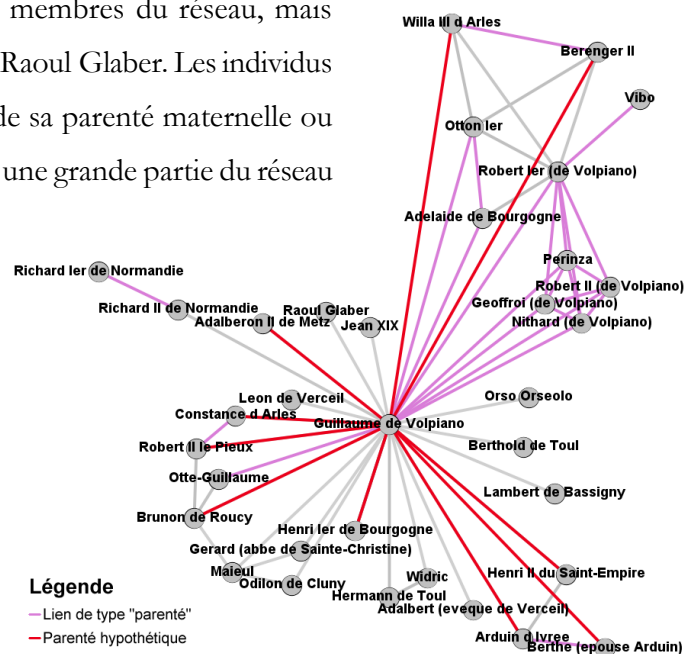 membres du réseau, mais
Raoul Glaber. Les individus
de sa parenté maternelle ou
une grande partie du réseau
Willa III d Arles
Berenger II
Vibo
Otton Ier
Robert Ier (de Volpiano)
Adelaide de Bourgogne
Perinza
Richard Ier de Normandie
Robert II (de Volpiano)
Geoffroi (de Volpiano)
Richard II de Normandie
Raoul Glaber
Adalberon II de Metz
Jean XIX
Nithard (de Volpiano)
Leon de Verceil
Orso Orseolo
Constance d Arles
Guillaume de Volpiano
Robert II le Pieux
Berthold de Toul
Otte-Guillaume
Lambert de Bassigny
Brunon de Roucy
Henri Ier de Bourgogne
Gerard (abbe de Sainte-Christine)
Maieul
Widric
Henri II du Saint-Empire
Odilon de Cluny
Hermann de Toul
Adalbert (eveque de Verceil)
Arduin d Ivree
Berthe (epouse Arduin)
Légende
Lien de type "parenté"
Parenté hypothétique